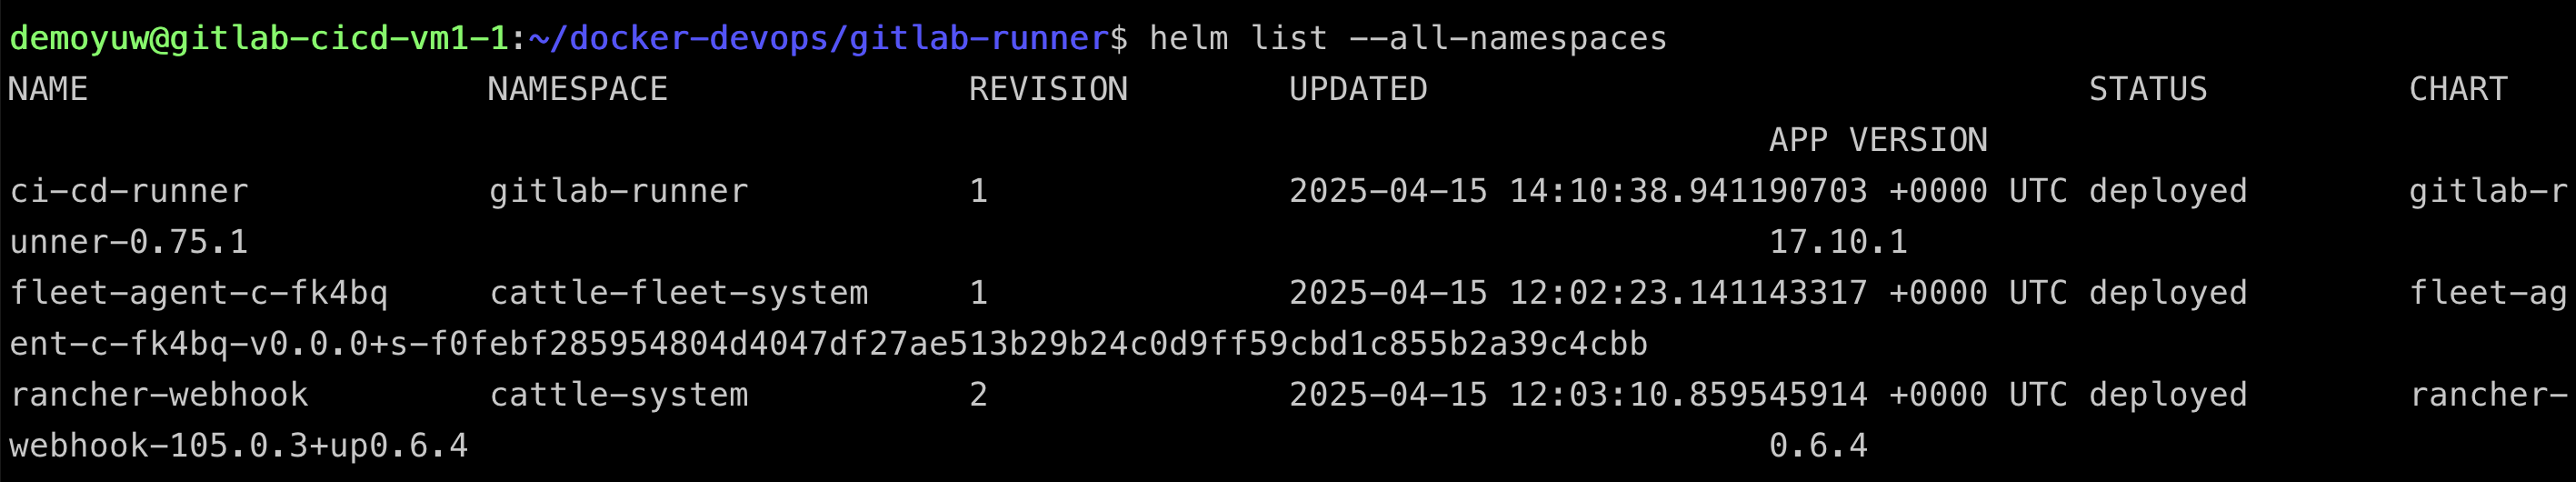 demoyuw@gitlab-cicd-vm1-1:~/docker-devops/gitlab-runner$ helm list --all-namespaces
NAME NAMESPACE REVISION UPDATED STATUS CHART
APP VERSION
ci-cd-runner gitlab-runner 1 2025-04-15 14:10:38.941190703 +0000 UTC deployed gitlab-r
unner-0.75.1 17.10.1
fleet-agent-c-fk4bq cattle-fleet-system 1 2025-04-15 12:02:23.141143317 +0000 UTC deployed fleet-ag
ent-c-fk4bq-v0.0.0+s-f0febf285954804d4047df27ae513b29b24c0d9ff59cbd1c855b2a39c4cbb
rancher-webhook cattle-system 2 2025-04-15 12:03:10.859545914 +0000 UTC deployed rancher-
webhook-105.0.3+up0.6.4 0.6.4